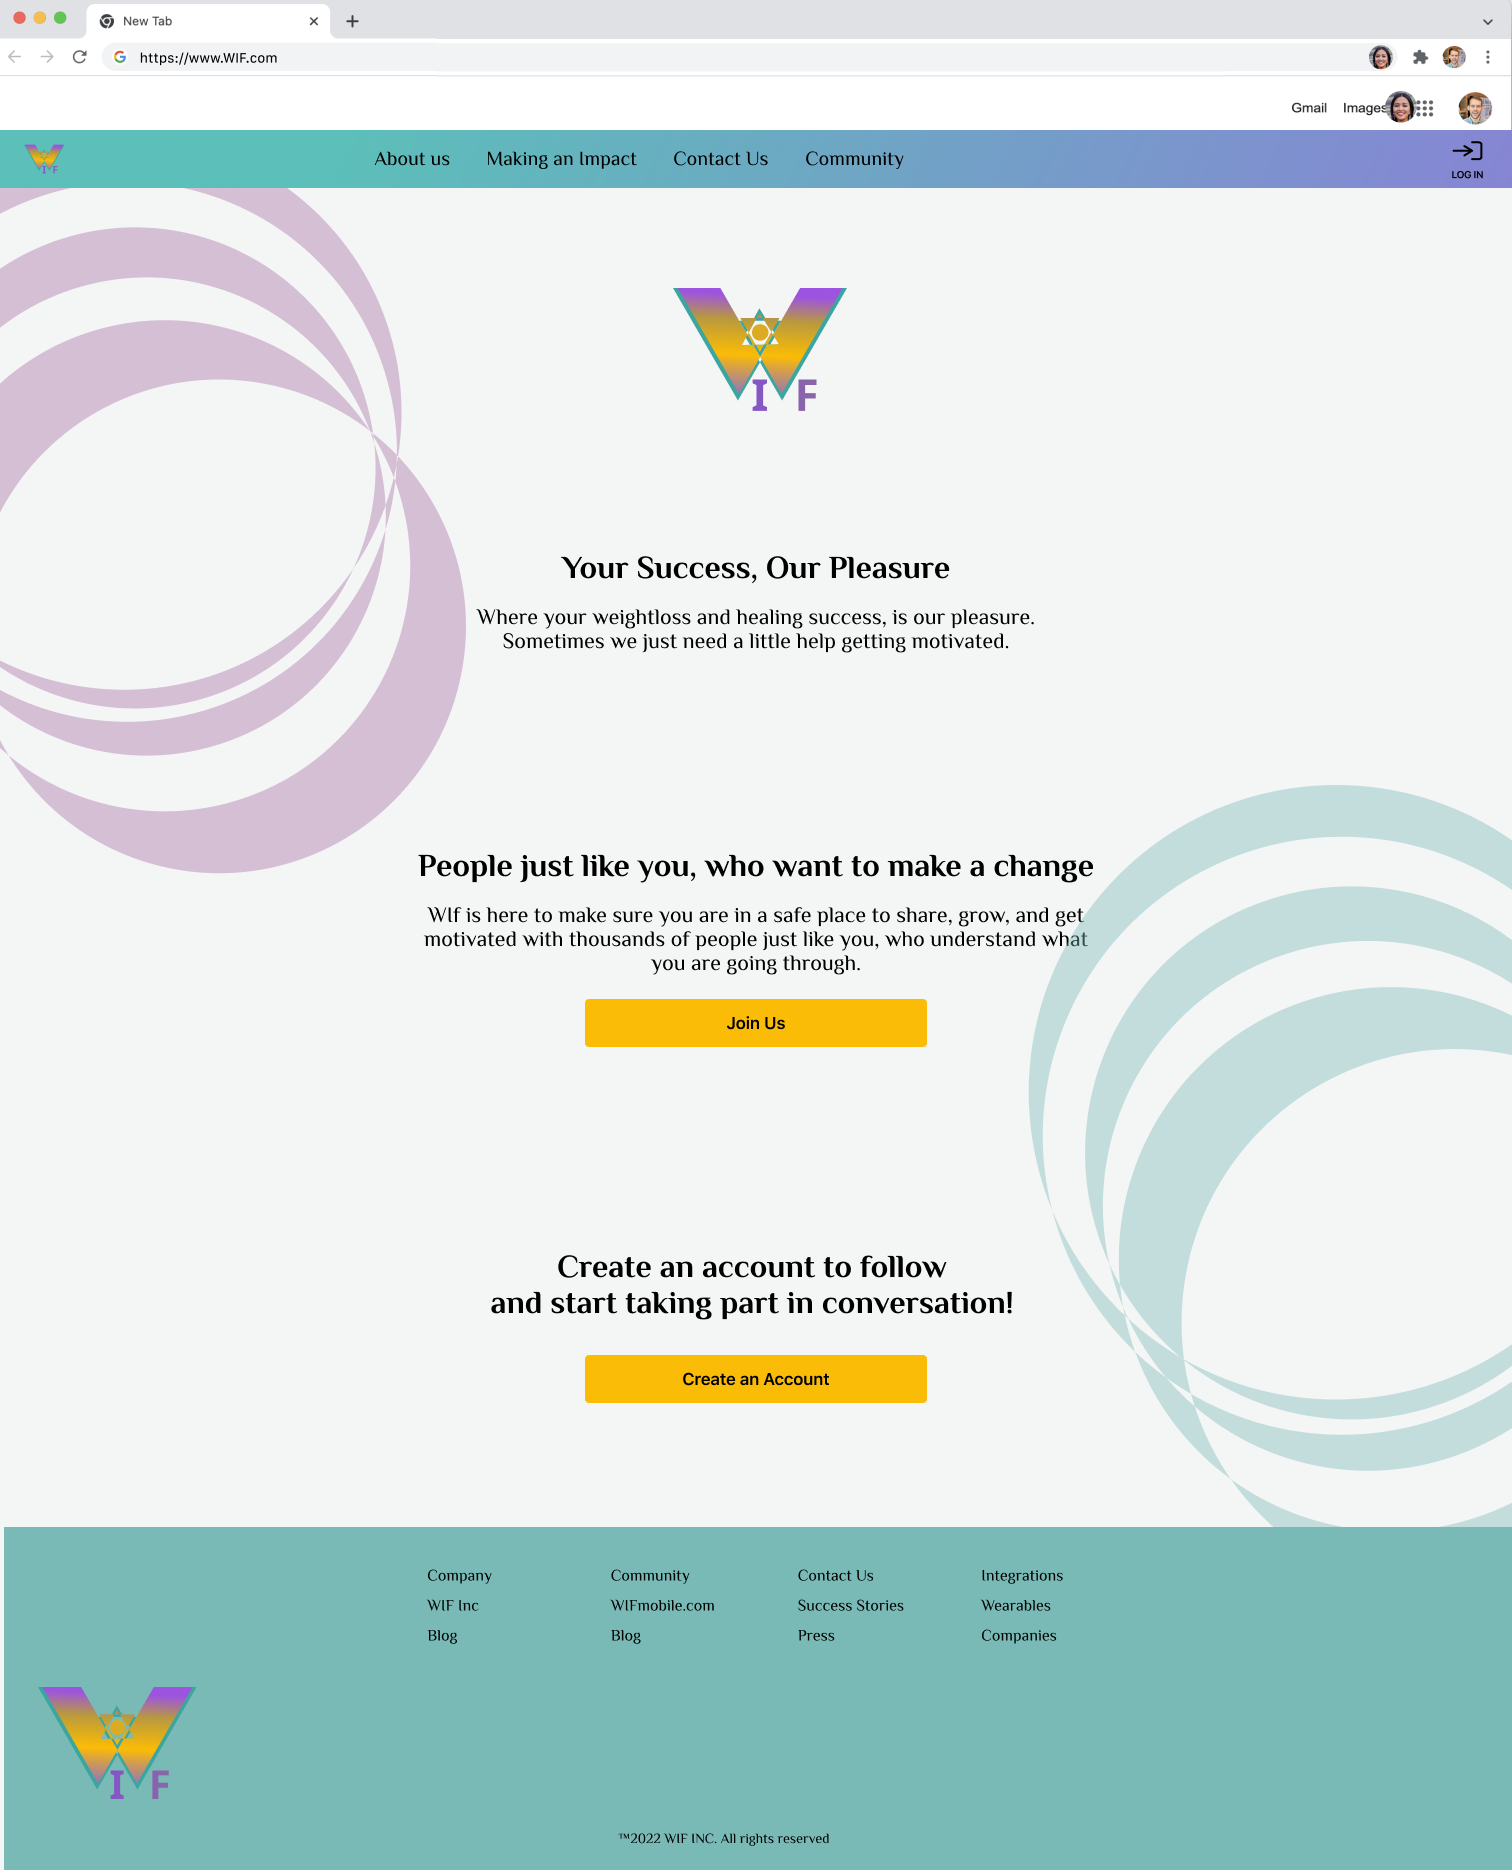 New Tab
https://www.WIF.com
Gmail Images
WIF
About us Making an Impact Contact Us Community
LOG IN
WIF
Your Success, Our Pleasure
Where your weightloss and healing success, is our pleasure.
Sometimes we just need a little help getting motivated.
People just like you, who want to make a change
WIf is here to make sure you are in a safe place to share, grow, and get
motivated with thousands of people just like you, who understand what
you are going through.
Join Us
Create an account to follow
and start taking part in conversation!
Create an Account
Company Community Contact Us Integrations
WIF Inc WIFmobile.com Success Stories Wearables
Blog Blog Press Companies
WIF
™2022 WIF INC. All rights reserved